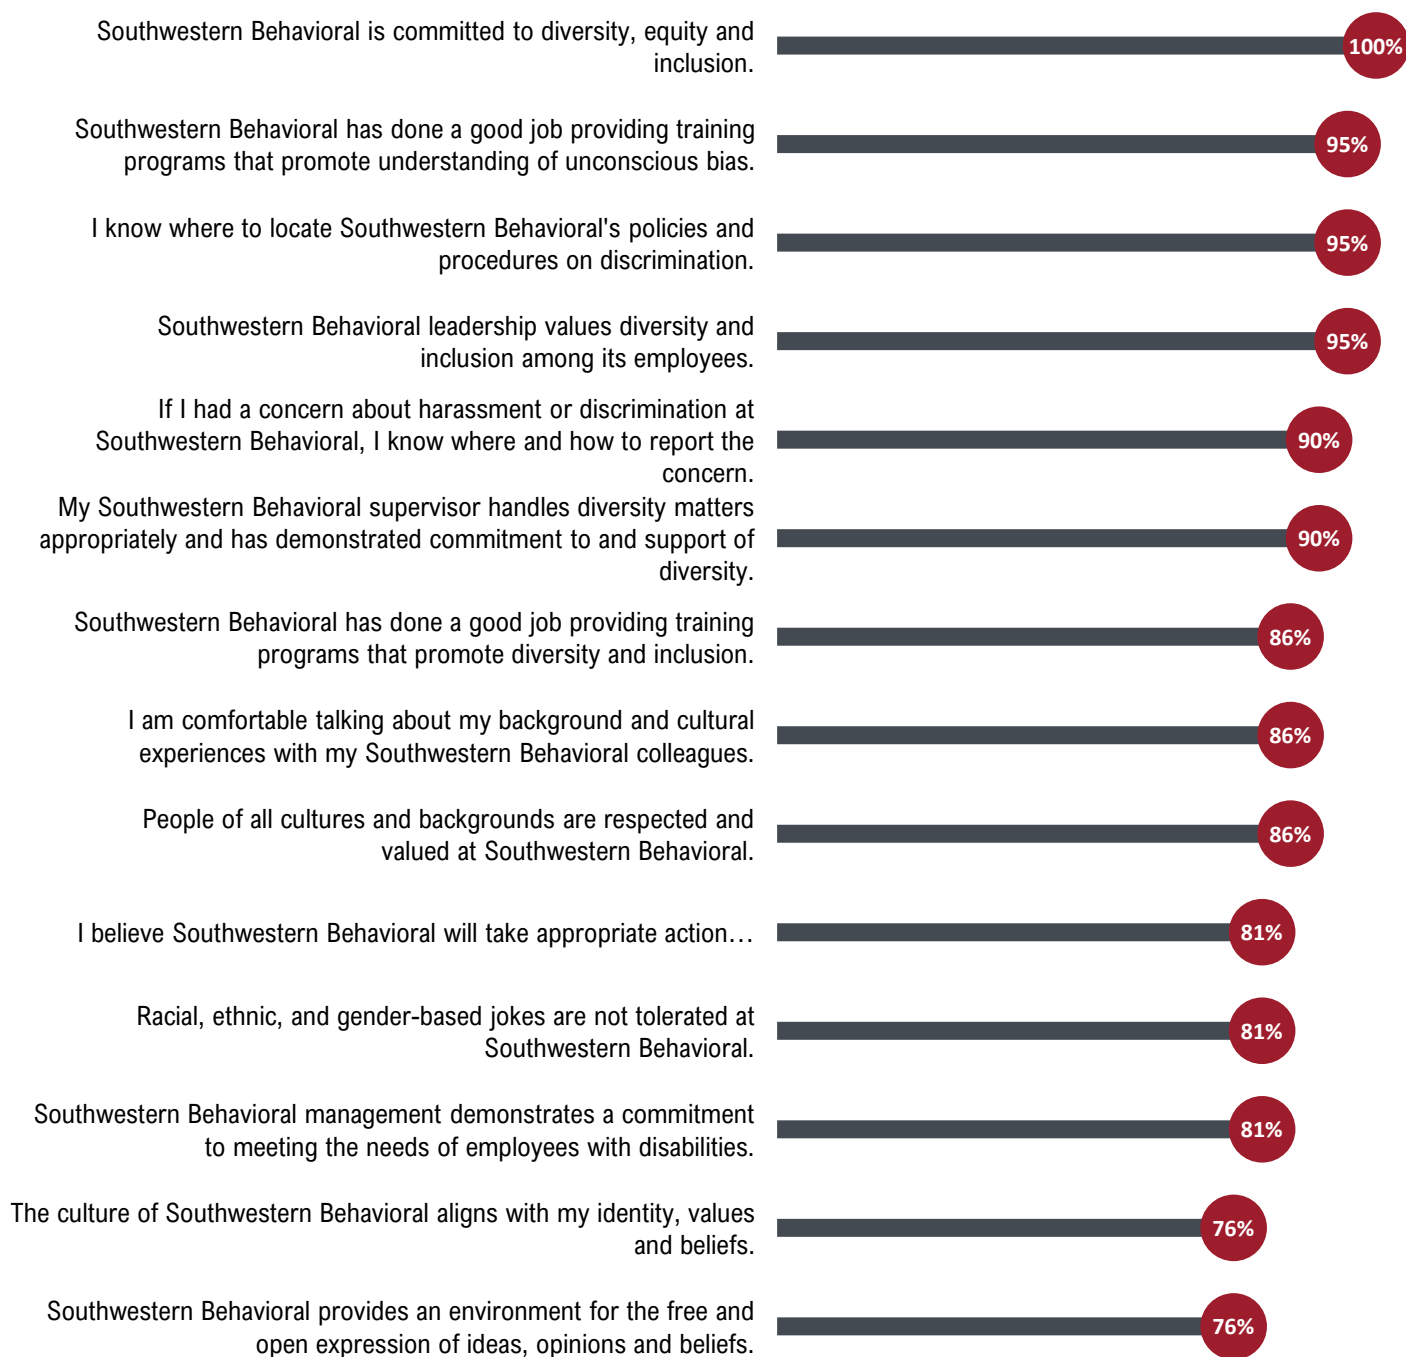 Southwestern Behavioral is committed to diversity, equity and
inclusion.
100%
Southwestern Behavioral has done a good job providing training
programs that promote understanding of unconscious bias.
95%
I know where to locate Southwestern Behavioral's policies and
procedures on discrimination.
95%
Southwestern Behavioral leadership values diversity and
inclusion among its employees.
95%
If I had a concern about harassment or discrimination at
Southwestern Behavioral, I know where and how to report the
concern.
90%
My Southwestern Behavioral supervisor handles diversity matters
appropriately and has demonstrated commitment to and support of
diversity.
90%
Southwestern Behavioral has done a good job providing training
programs that promote diversity and inclusion.
86%
I am comfortable talking about my background and cultural
experiences with my Southwestern Behavioral colleagues.
86%
People of all cultures and backgrounds are respected and
valued at Southwestern Behavioral.
86%
I believe Southwestern Behavioral will take appropriate action…
81%
Racial, ethnic, and gender-based jokes are not tolerated at
Southwestern Behavioral.
81%
Southwestern Behavioral management demonstrates a commitment
to meeting the needs of employees with disabilities.
81%
The culture of Southwestern Behavioral aligns with my identity, values
and beliefs.
76%
Southwestern Behavioral provides an environment for the free and
open expression of ideas, opinions and beliefs.
76%